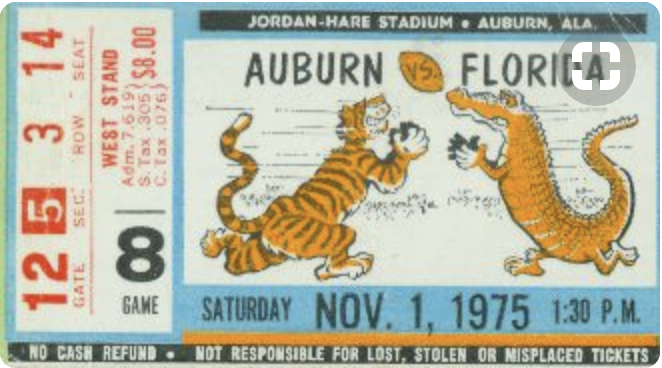 JORDAN-HARE STADIUM • AUBURN, ALA.
AUBURN VS. FLORIDA
SATURDAY NOV. 1, 1975 1:30 P.M.
NO CASH REFUND • NOT RESPONSIBLE FOR LOST, STOLEN OR MISPLACED TICKETS
12 5 3 14
GATE SEC. ROW SEAT
WEST STAND
Adm. 7.619
S. Tax .305
C. Tax .076
$8.00
8
GAME